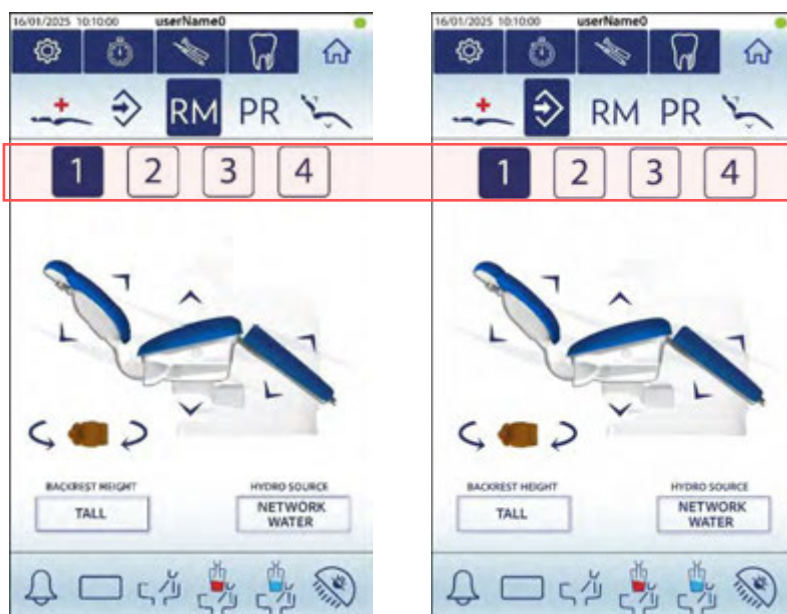 16/01/2025 10:10:00 userName0
RM PR
1 2 3 4
BACKREST HEIGHT HYDRO SOURCE
TALL NETWORK
WATER
16/01/2025 10:10:00 userName0
RM PR
1 2 3 4
BACKREST HEIGHT HYDRO SOURCE
TALL NETWORK
WATER